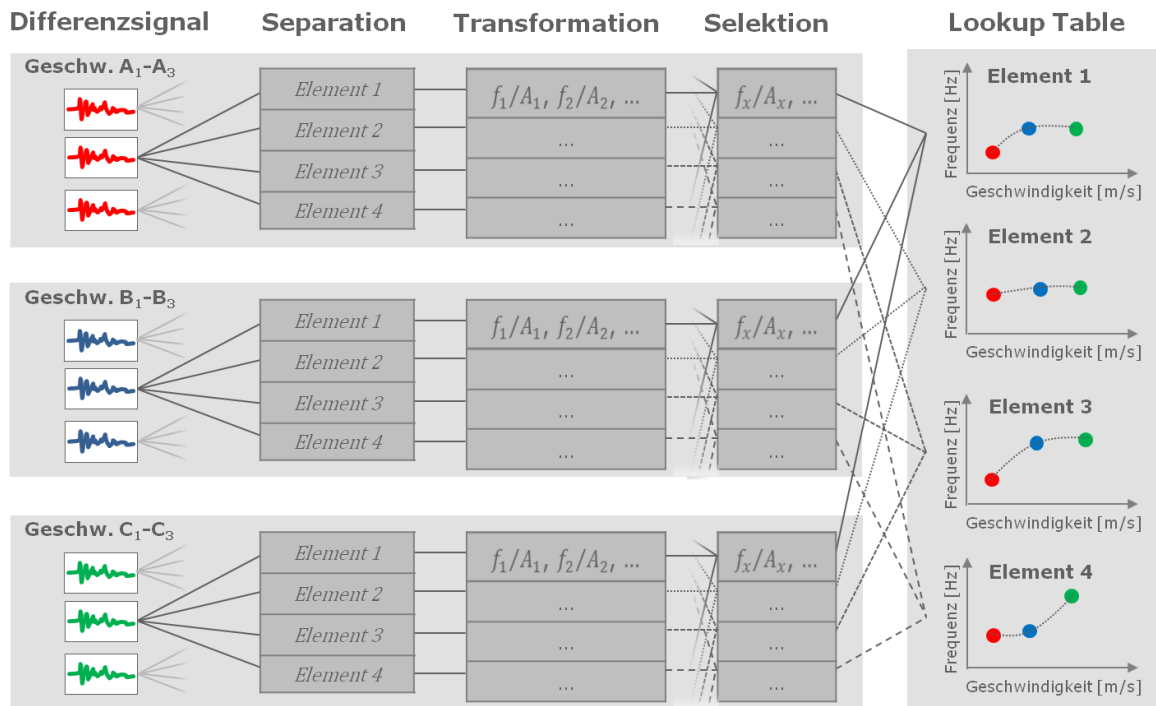 Differenzsignal
Separation
Transformation
Selektion
Lookup Table
Geschw. A₁-A₃
Element 1
Element 2
Element 3
Element 4
f₁/A₁, f₂/A₂, ...
...
...
...
fₓ/Aₓ, ...
...
...
...
Geschw. B₁-B₃
Element 1
Element 2
Element 3
Element 4
f₁/A₁, f₂/A₂, ...
...
...
...
fₓ/Aₓ, ...
...
...
...
Geschw. C₁-C₃
Element 1
Element 2
Element 3
Element 4
f₁/A₁, f₂/A₂, ...
...
...
...
fₓ/Aₓ, ...
...
...
...
Element 1
Frequenz [Hz]
Geschwindigkeit [m/s]
Element 2
Frequenz [Hz]
Geschwindigkeit [m/s]
Element 3
Frequenz [Hz]
Geschwindigkeit [m/s]
Element 4
Frequenz [Hz]
Geschwindigkeit [m/s]